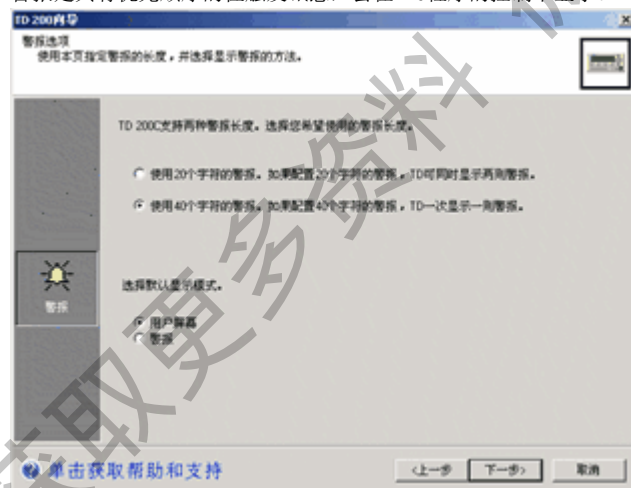 TD 200向导
警报选项
使用本页指定警报的长度，并选择显示警报的方法。
TD 200C支持两种警报长度。选择您希望使用的警报长度。
使用20个字符的警报。如果配置20个字符的警报，TD可同时显示两则警报。
使用40个字符的警报。如果配置40个字符的警报，TD一次显示一则警报。
警报
选择默认显示模式。
用户屏幕
警报
单击获取帮助和支持
<上一步
下一步>
取消
获取更多资料